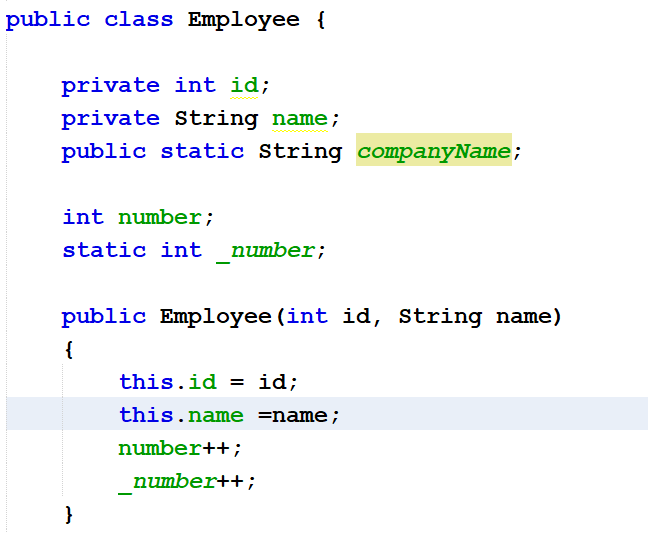 public class Employee {
private int id;
private String name;
public static String companyName;
int number;
static int _number;
public Employee(int id, String name)
{
this.id = id;
this.name =name;
number++;
_number++;
}